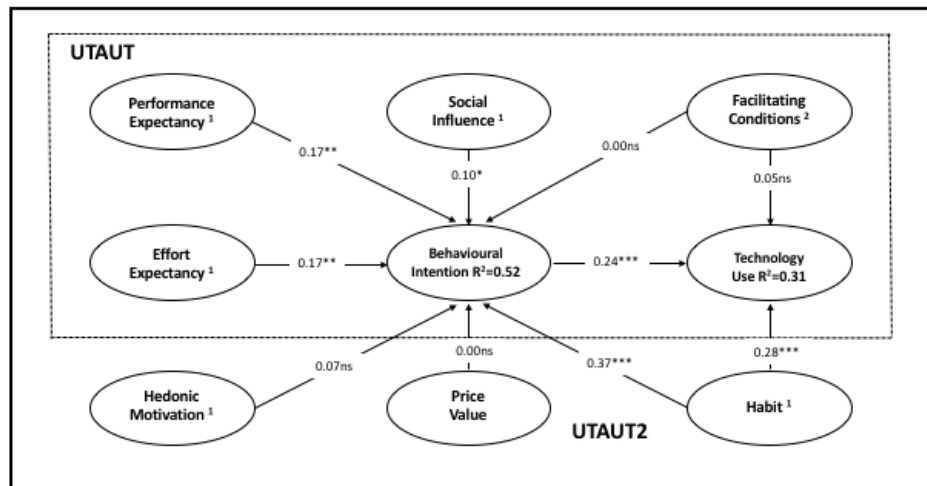 UTAUT
Performance
Expectancy ¹
Social
Influence ¹
Facilitating
Conditions ²
0.17**
0.10*
0.00ns
0.05ns
Effort
Expectancy ¹
0.17**
Behavioural
Intention R²=0.52
0.24***
Technology
Use R²=0.31
0.07ns
0.00ns
0.37***
0.28***
Hedonic
Motivation ¹
Price
Value
Habit ¹
UTAUT2